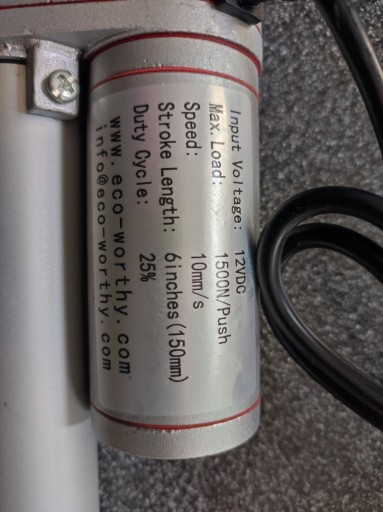 Input Voltage: 12VDC
Max. Load: 1500N/Push
Speed: 10mm/s
Stroke Length: 6inches(150mm)
Duty Cycle: 25%
www.eco-worthy.com
info@eco-worthy.com